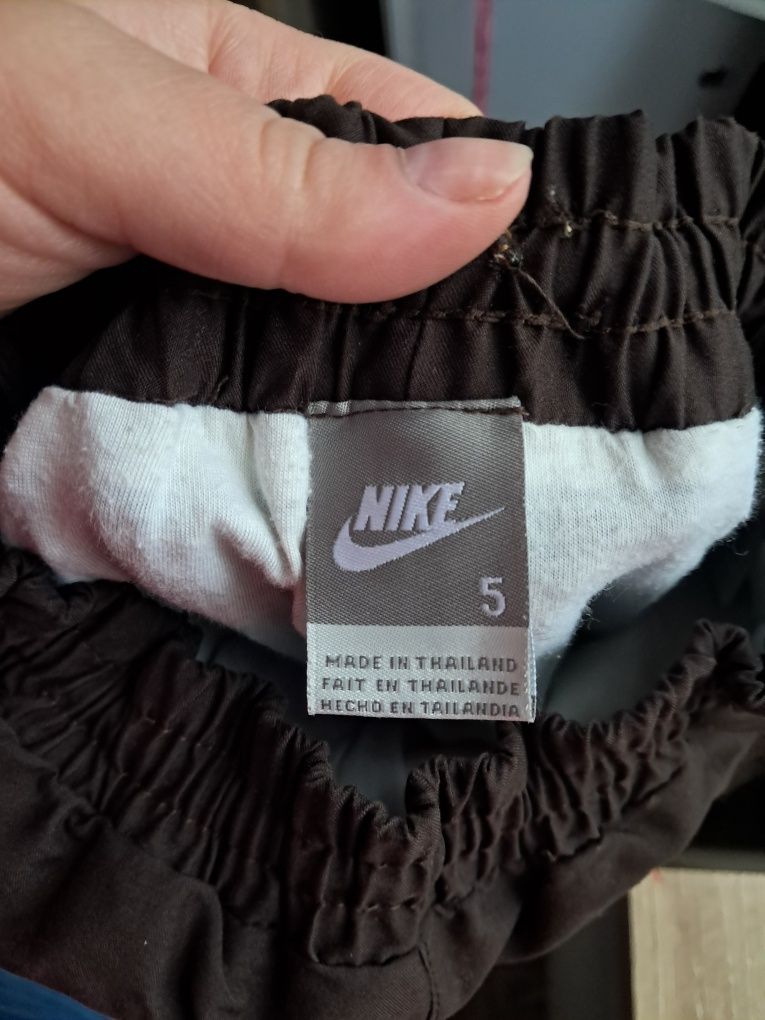 NIKE
5
MADE IN THAILAND
FAIT EN THAILANDE
HECHO EN TAILANDIA